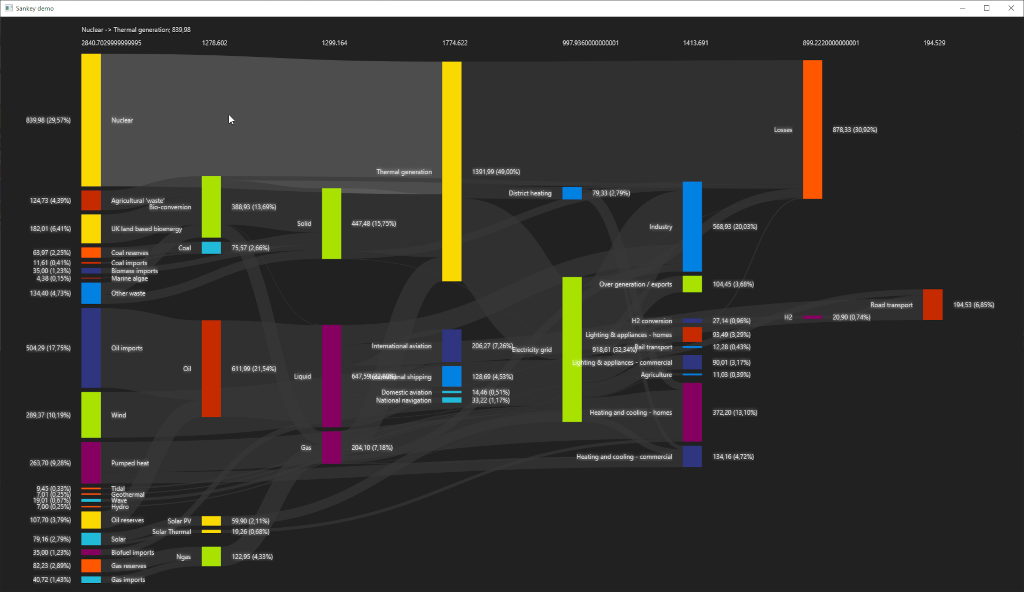 Sankey demo
Nuclear -> Thermal generation; 839,98
2840.7029999999995 1278.602 1299.164 1774.622 997.9360000000001 1413.691 899.2220000000001 194.529
839,98 (29,57%) Nuclear
Losses 878,33 (30,92%)
Thermal generation 1391,99 (49,00%)
District heating 79,33 (2,79%)
124,73 (4,39%) Agricultural 'waste'
Bio-conversion 388,93 (13,69%)
Solid 447,48 (15,75%)
Industry 568,93 (20,03%)
182,01 (6,41%) UK land based bioenergy
Coal 75,57 (2,66%)
63,97 (2,25%) Coal reserves
11,61 (0,41%) Coal imports
35,00 (1,23%) Biomass imports
4,38 (0,15%) Marine algae
Over generation / exports 104,45 (3,68%)
134,40 (4,73%) Other waste
Road transport 194,53 (6,85%)
H2 20,90 (0,74%)
H2 conversion 27,14 (0,96%)
Lighting & appliances - homes 93,49 (3,29%)
504,29 (17,75%) Oil imports
International aviation 206,27 (7,26%)
Electricity grid 918,61 (32,34%)
Rail transport 12,28 (0,43%)
Lighting & appliances - commercial 90,01 (3,17%)
Oil 611,99 (21,54%)
Liquid
128,69 (4,53%)
Agriculture 11,03 (0,39%)
Domestic aviation 14,46 (0,51%)
National navigation 33,22 (1,17%)
289,37 (10,19%) Wind
Heating and cooling - homes 372,20 (13,10%)
Gas 204,10 (7,18%)
Heating and cooling - commercial 134,16 (4,72%)
263,70 (9,28%) Pumped heat
9,45 (0,33%) Tidal
7,01 (0,25%) Geothermal
19,01 (0,67%) Wave
7,00 (0,25%) Hydro
107,70 (3,79%) Oil reserves
Solar PV 59,90 (2,11%)
Solar Thermal 19,26 (0,68%)
79,16 (2,79%) Solar
35,00 (1,23%) Biofuel imports
Ngas 122,95 (4,33%)
82,23 (2,89%) Gas reserves
40,72 (1,43%) Gas imports